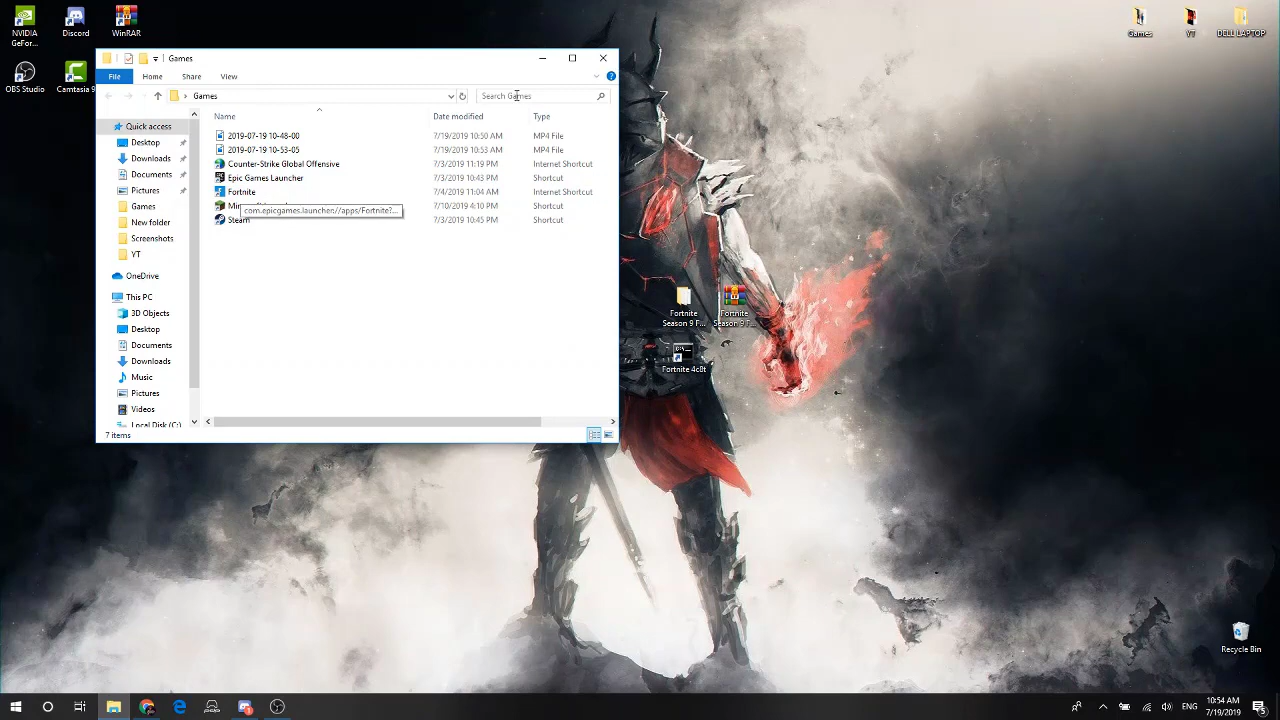 NVIDIA
GeFor...
Discord
WinRAR
OBS Studio
Camtasia 9
Games
YT
DELL LAPTOP
Games
File
Home
Share
View
Games
Search Games
Name
Date modified
Type
2019-07-19 10-48-00
7/19/2019 10:50 AM
MP4 File
2019-07-19 10-53-05
7/19/2019 10:53 AM
MP4 File
Counter-Strike Global Offensive
7/3/2019 11:19 PM
Internet Shortcut
Epic Games Launcher
7/3/2019 10:43 PM
Shortcut
Fortnite
7/4/2019 11:04 AM
Internet Shortcut
7/10/2019 4:10 PM
Shortcut
com.epicgames.launcher://apps/Fortnite?...
Steam
7/3/2019 10:45 PM
Shortcut
Quick access
Desktop
Downloads
Documents
Pictures
Games
New folder
Screenshots
YT
OneDrive
This PC
3D Objects
Desktop
Documents
Downloads
Music
Pictures
Videos
Local Disk (C:)
7 items
Fortnite
Season 9 F...
Fortnite
Season 9 F...
Recycle Bin
ENG
10:54 AM
7/19/2019